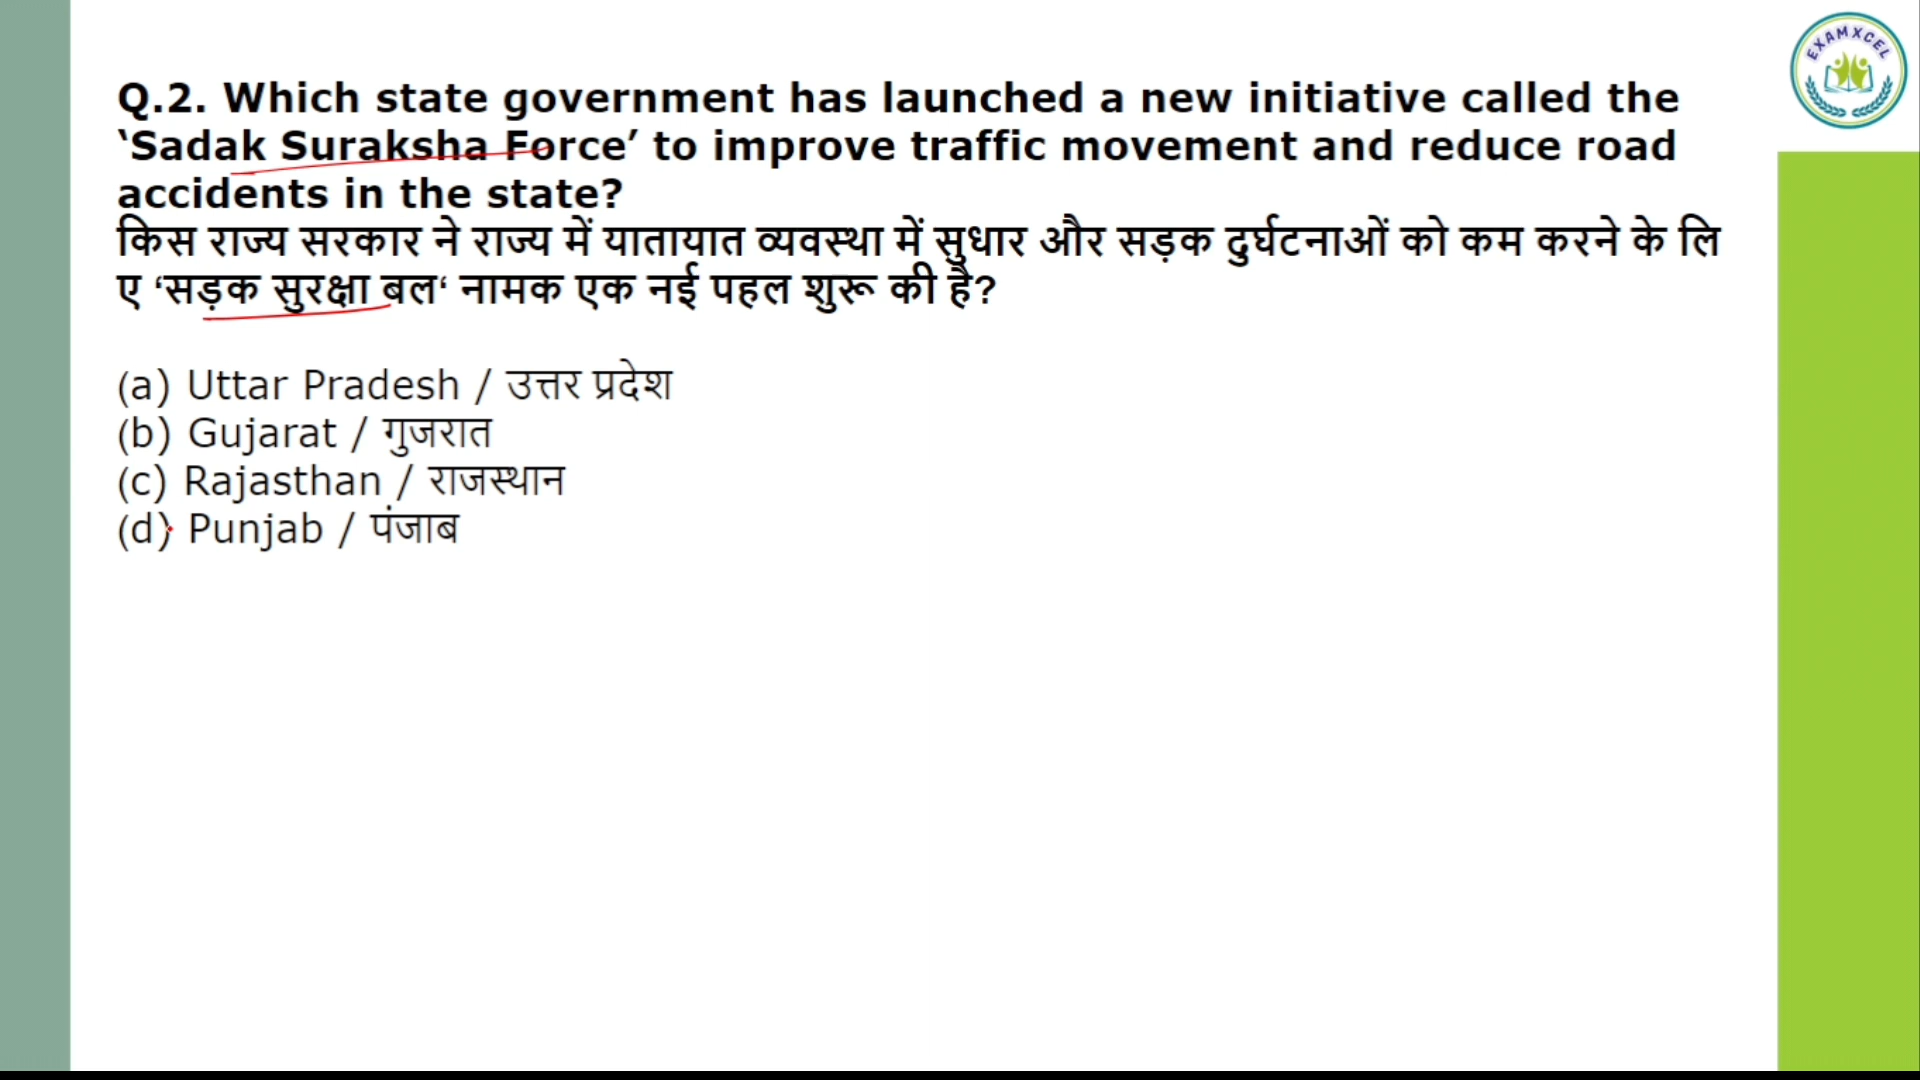 EXAMXCEL
Q.2. Which state government has launched a new initiative called the
‘Sadak Suraksha Force’ to improve traffic movement and reduce road
accidents in the state?
किस राज्य सरकार ने राज्य में यातायात व्यवस्था में सुधार और सड़क दुर्घटनाओं को कम करने के लि
ए ‘सड़क सुरक्षा बल‘ नामक एक नई पहल शुरू की है?
(a) Uttar Pradesh / उत्तर प्रदेश
(b) Gujarat / गुजरात
(c) Rajasthan / राजस्थान
(d) Punjab / पंजाब